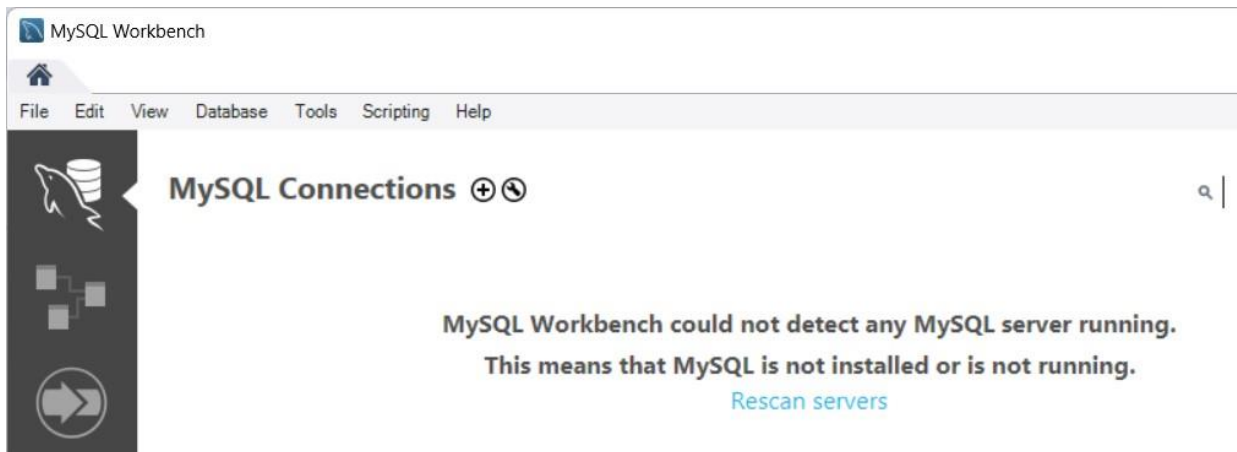 MySQL Workbench
File Edit View Database Tools Scripting Help
MySQL Connections
MySQL Workbench could not detect any MySQL server running.
This means that MySQL is not installed or is not running.
Rescan servers